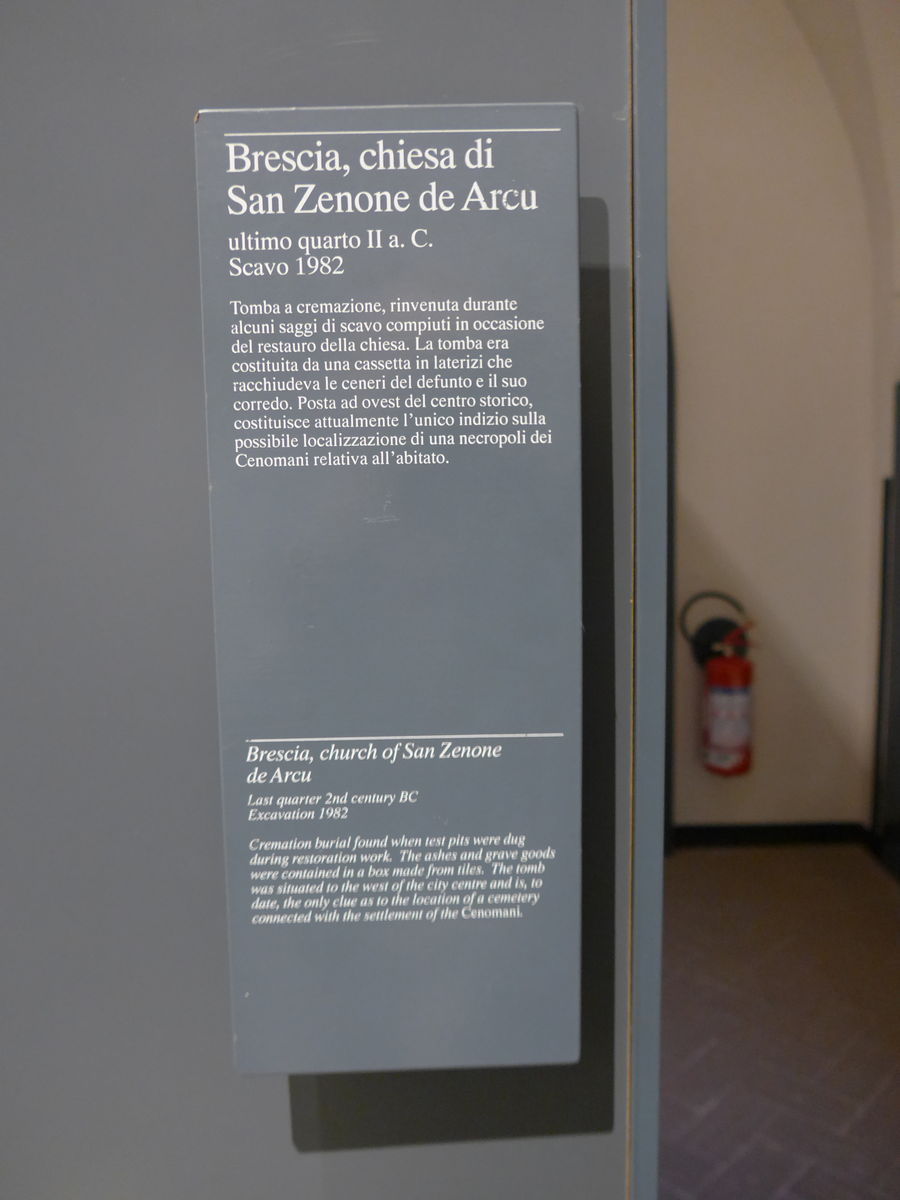 Brescia, chiesa di
San Zenone de Arcu
ultimo quarto II a. C.
Scavo 1982
Tomba a cremazione, rinvenuta durante
alcuni saggi di scavo compiuti in occasione
del restauro della chiesa. La tomba era
costituita da una cassetta in laterizi che
racchiudeva le ceneri del defunto e il suo
corredo. Posta ad ovest del centro storico,
costituisce attualmente l'unico indizio sulla
possibile localizzazione di una necropoli dei
Cenomani relativa all'abitato.
Brescia, church of San Zenone
de Arcu
Last quarter 2nd century BC
Excavation 1982
Cremation burial found when test pits were dug
during restoration work. The ashes and grave goods
were contained in a box made from tiles. The tomb
was situated to the west of the city centre and is, to
date, the only clue as to the location of a cemetery
connected with the settlement of the Cenomani.